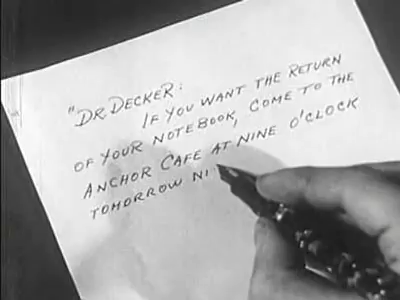 "DR. DECKER:
IF YOU WANT THE RETURN
OF YOUR NOTEBOOK, COME TO THE
ANCHOR CAFE AT NINE O'CLOCK
TOMORROW NI